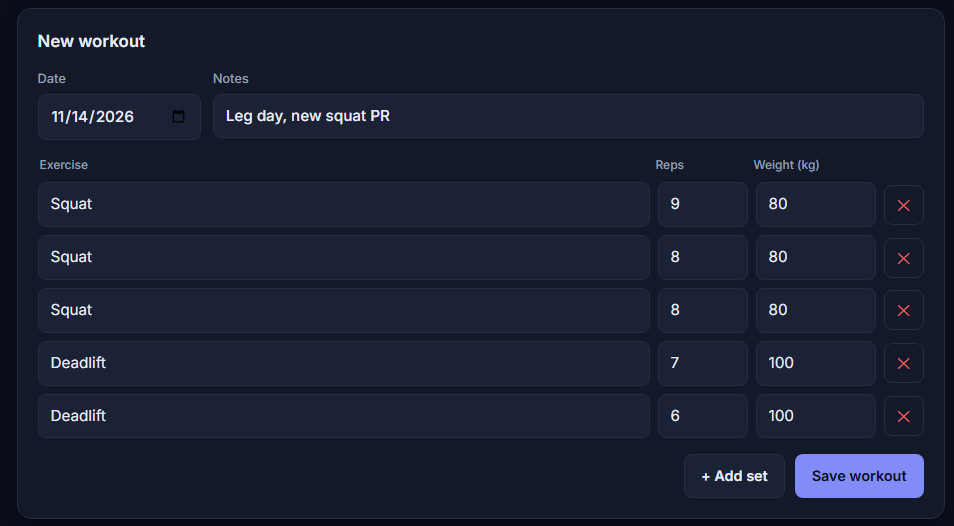 New workout
Date Notes
11/14/2026 Leg day, new squat PR
Exercise Reps Weight (kg)
Squat 9 80
Squat 8 80
Squat 8 80
Deadlift 7 100
Deadlift 6 100
+ Add set Save workout